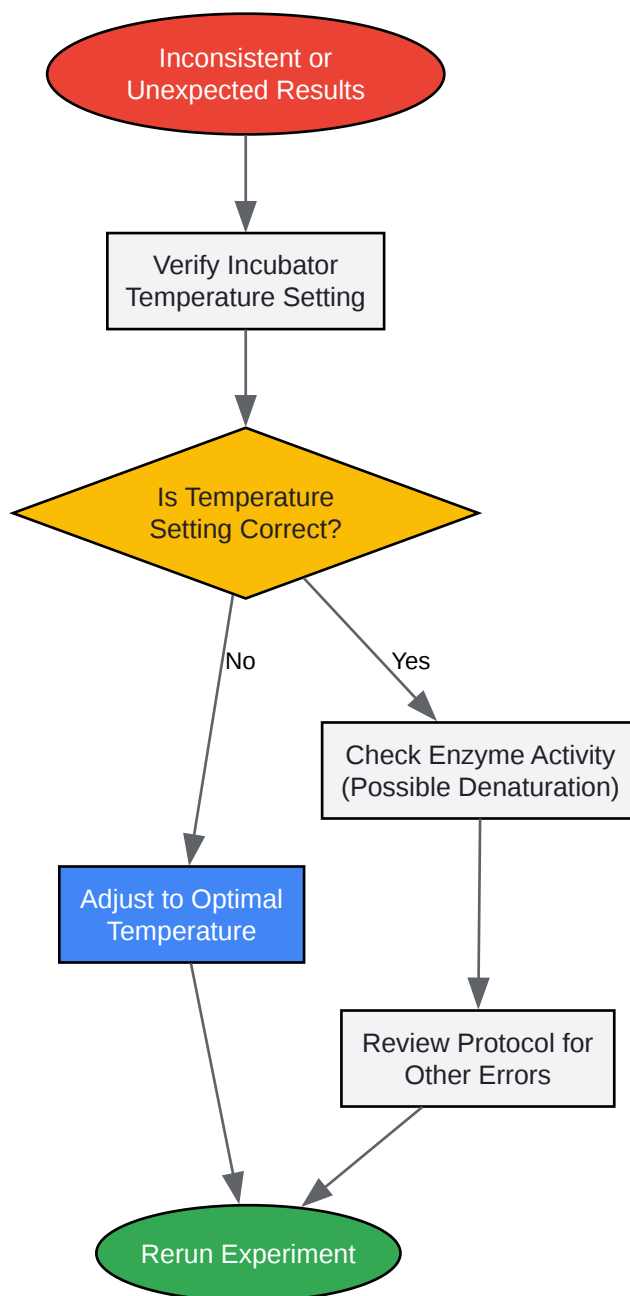 Inconsistent or
Unexpected Results
Verify Incubator
Temperature Setting
Is Temperature
Setting Correct?
No
Yes
Check Enzyme Activity
(Possible Denaturation)
Adjust to Optimal
Temperature
Review Protocol for
Other Errors
Rerun Experiment